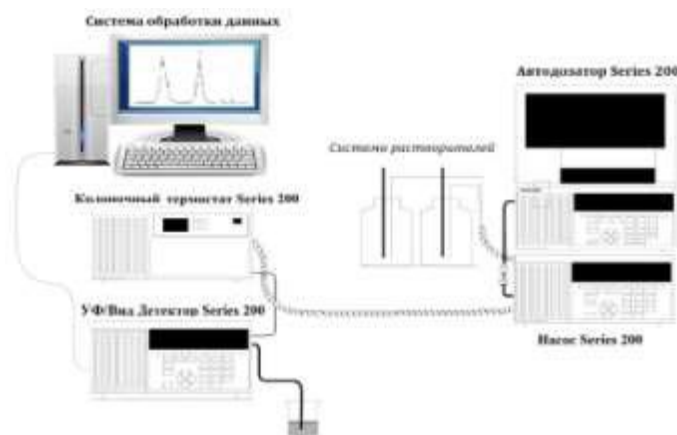 Система обработки данных
Автодозатор Series 200
Система растворителей
Колоночный термостат Series 200
УФ/Вид Детектор Series 200
Насос Series 200